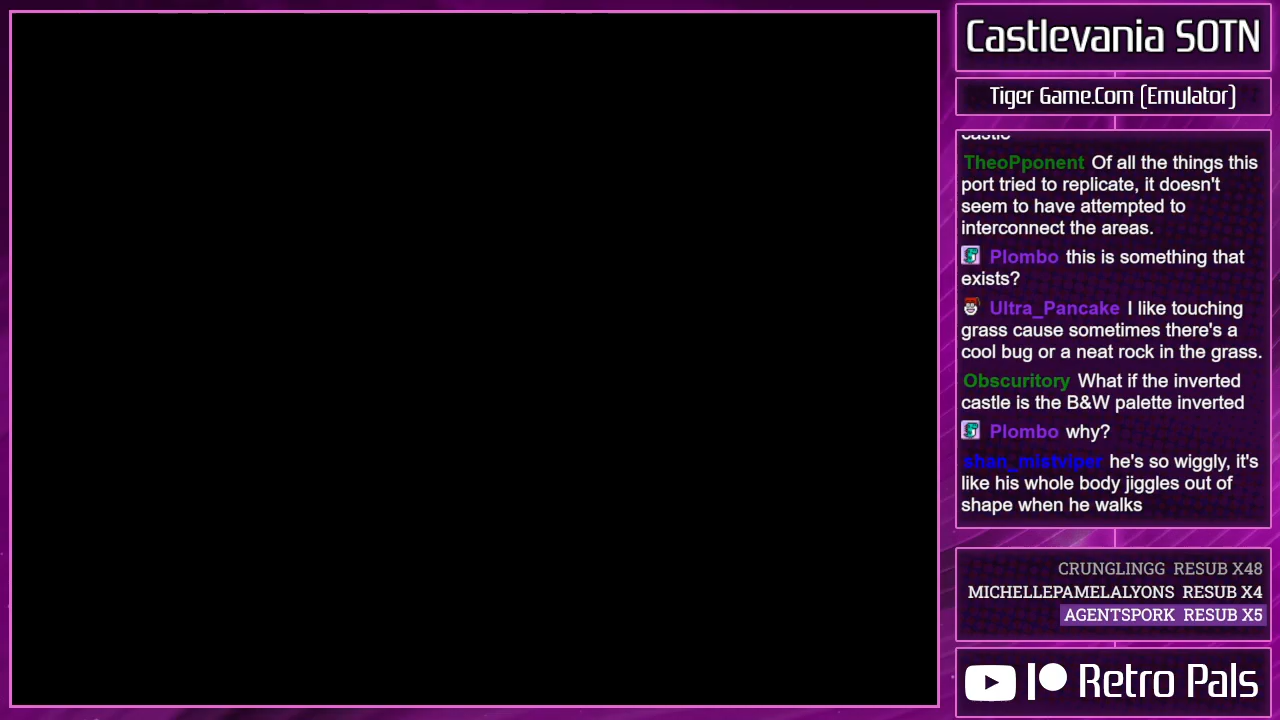 Castlevania SOTN
Tiger Game.Com (Emulator)
castle
TheoPponent Of all the things this
port tried to replicate, it doesn't
seem to have attempted to
interconnect the areas.
Plombo this is something that
exists?
Ultra_Pancake I like touching
grass cause sometimes there's a
cool bug or a neat rock in the grass.
Obscuritory What if the inverted
castle is the B&W palette inverted
Plombo why?
shan_mistviper he's so wiggly, it's
like his whole body jiggles out of
shape when he walks
CRUNGLINGG RESUB X48
MICHELLEPAMELALYONS RESUB X4
AGENTSPORK RESUB X5
Retro Pals